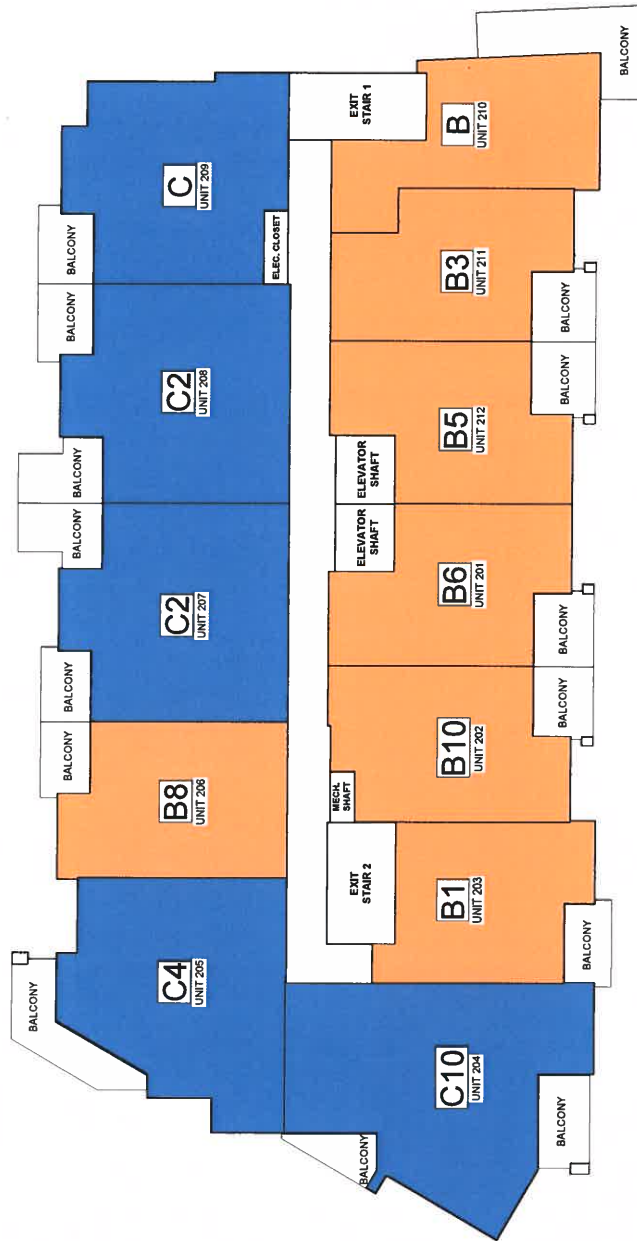 BALCONY
BALCONY
BALCONY
BALCONY
BALCONY
BALCONY
BALCONY
C4
UNIT 205
B8
UNIT 206
C2
UNIT 207
C2
UNIT 208
C
UNIT 209
ELEC. CLOSET
EXIT
STAIR 1
EXIT
STAIR 2
MECH.
SHAFT
ELEVATOR
SHAFT
ELEVATOR
SHAFT
BALCONY
C10
UNIT 204
B1
UNIT 203
B10
UNIT 202
B6
UNIT 201
B5
UNIT 212
B3
UNIT 211
B
UNIT 210
BALCONY
BALCONY
BALCONY
BALCONY
BALCONY
BALCONY
BALCONY